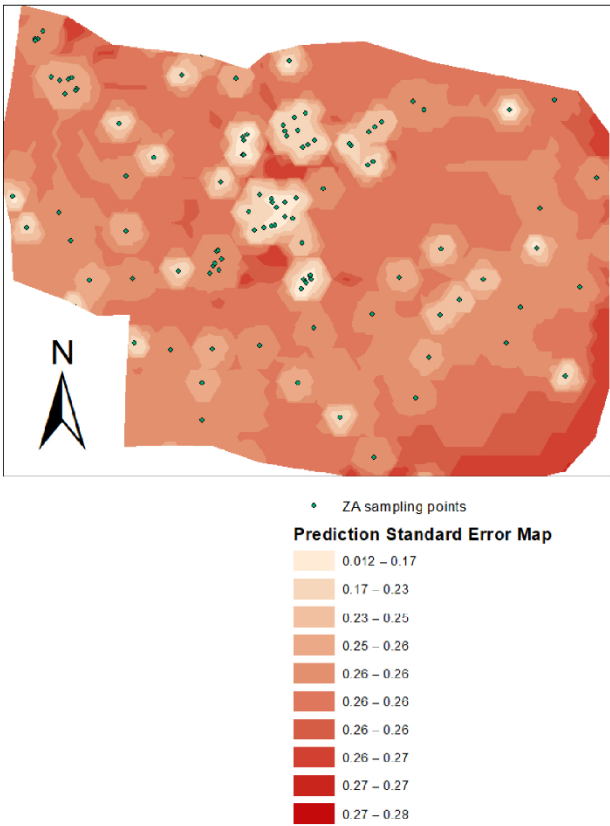 N
ZA sampling points
Prediction Standard Error Map
0.012 – 0.17
0.17 – 0.23
0.23 – 0.25
0.25 – 0.26
0.26 – 0.26
0.26 – 0.26
0.26 – 0.26
0.26 – 0.27
0.27 – 0.27
0.27 – 0.28